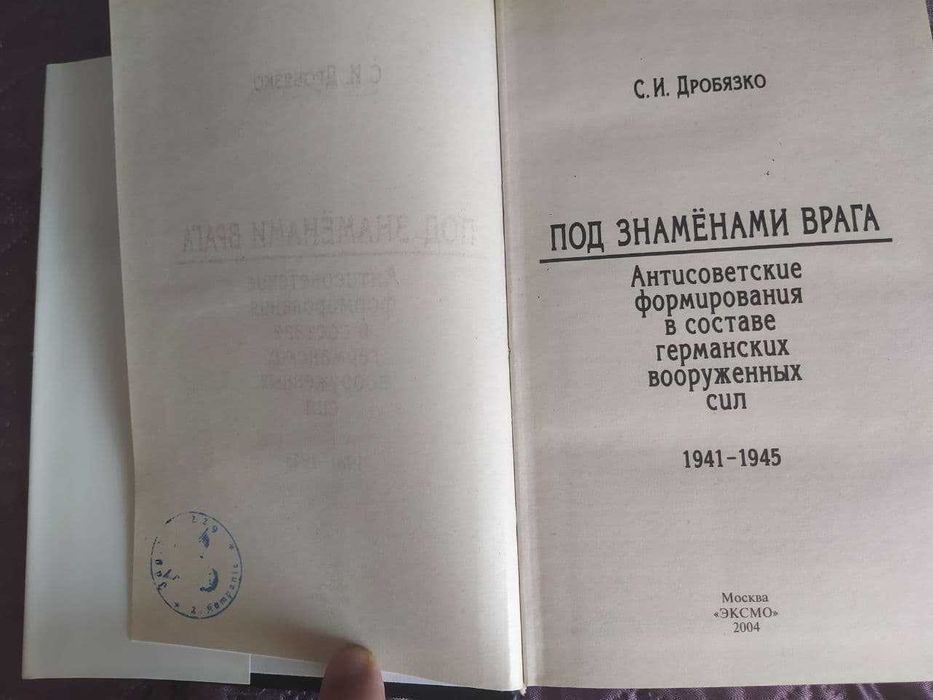 С. И. Дробязко
ПОД ЗНАМЁНАМИ ВРАГА
Антисоветские
формирования
в составе
германских
вооруженных
сил
1941–1945
Москва
«ЭКСМО»
2004